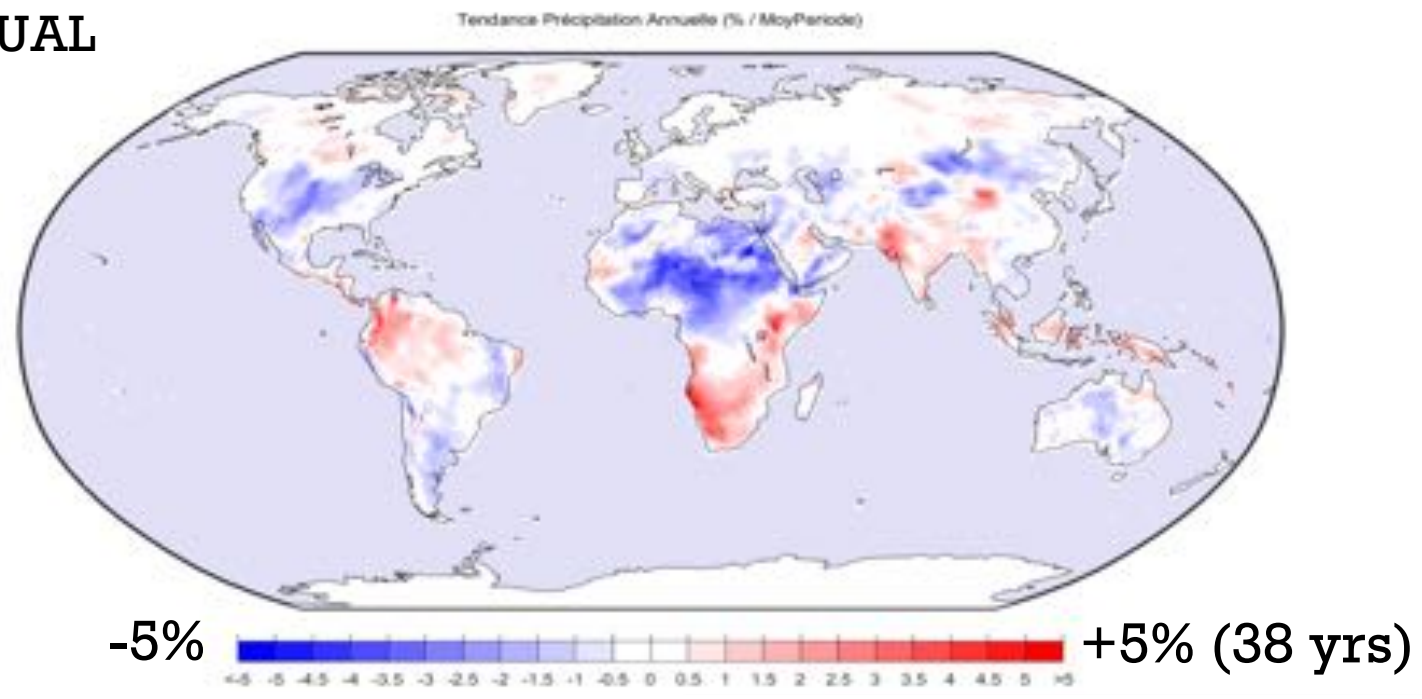 UAL
Tendance Précipitation Annuelle (% / MoyPeriode)
-5%
+5% (38 yrs)
<-5 -5 -4.5 -4 -3.5 -3 -2.5 -2 -1.5 -1 -0.5 0 0.5 1 1.5 2 2.5 3 3.5 4 4.5 5 >5